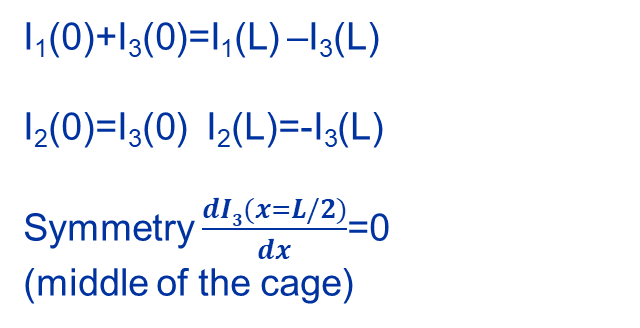 I₁(0)+I₃(0)=I₁(L) –I₃(L)
I₂(0)=I₃(0) I₂(L)=-I₃(L)
Symmetry dI₃(x=L/2)/dx=0
(middle of the cage)